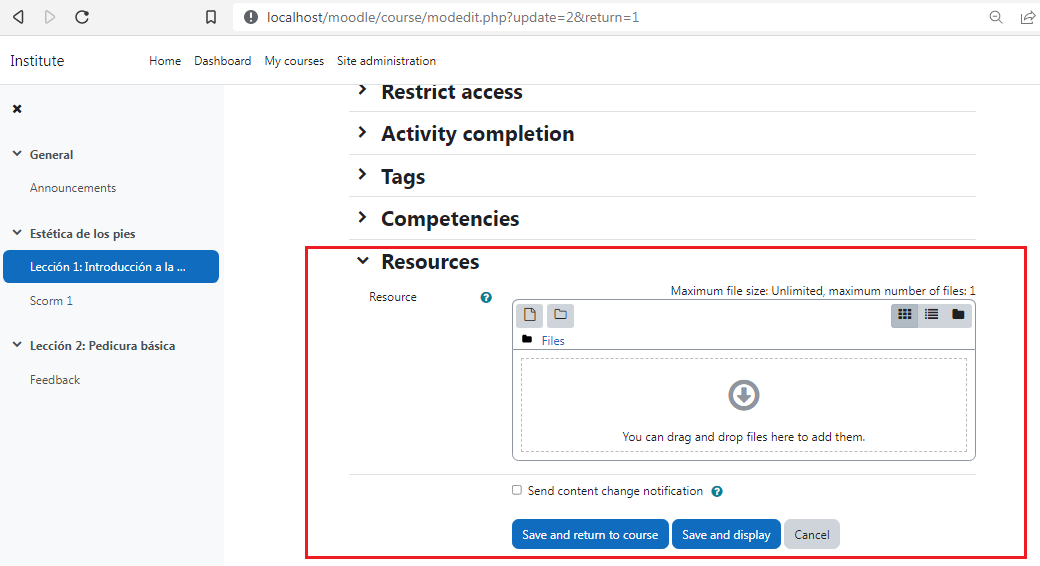 localhost/moodle/course/modedit.php?update=2&return=1
Institute
Home Dashboard My courses Site administration
General
Announcements
Estética de los pies
Lección 1: Introducción a la ...
Scorm 1
Lección 2: Pedicura básica
Feedback
Restrict access
Activity completion
Tags
Competencies
Resources
Resource
Maximum file size: Unlimited, maximum number of files: 1
Files
You can drag and drop files here to add them.
Send content change notification
Save and return to course Save and display Cancel